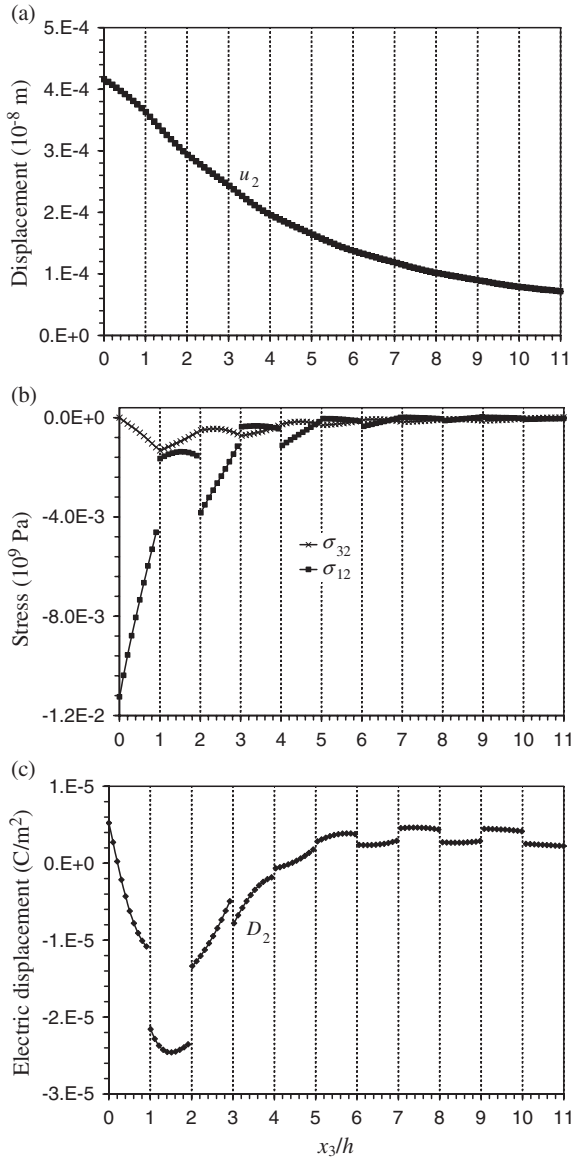 (a)
5.E-4
4.E-4
3.E-4
2.E-4
1.E-4
0.E+0
Displacement (10⁻⁸ m)
u₂
0 1 2 3 4 5 6 7 8 9 10 11
(b)
0.0E+0
-4.0E-3
-8.0E-3
-1.2E-2
Stress (10⁹ Pa)
σ₃₂
σ₁₂
0 1 2 3 4 5 6 7 8 9 10 11
(c)
1.E-5
0.E+0
-1.E-5
-2.E-5
-3.E-5
Electric displacement (C/m²)
D₂
0 1 2 3 4 5 6 7 8 9 10 11
x₃/h